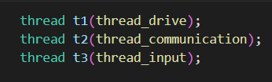 thread t1(thread_drive);
thread t2(thread_communication);
thread t3(thread_input);